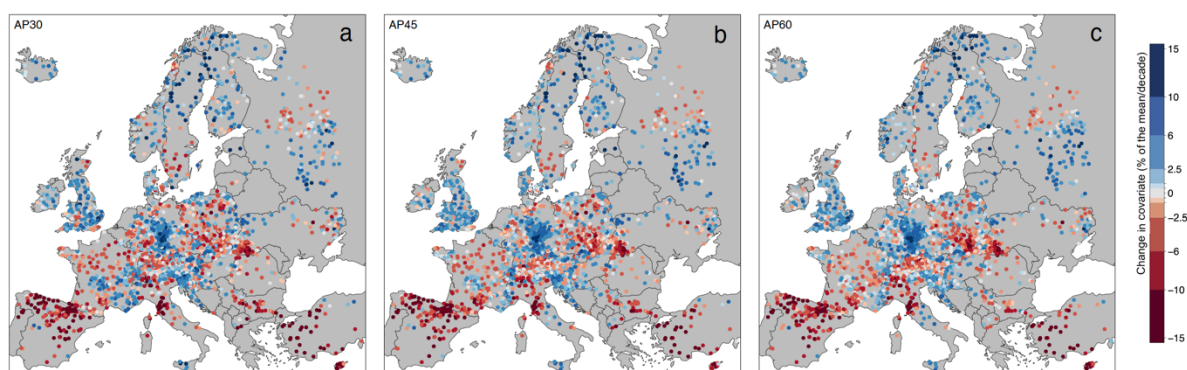 AP30
a
AP45
b
AP60
c
15
10
6
2.5
0
-2.5
-6
-10
-15
Change in covariate (% of the mean/decade)